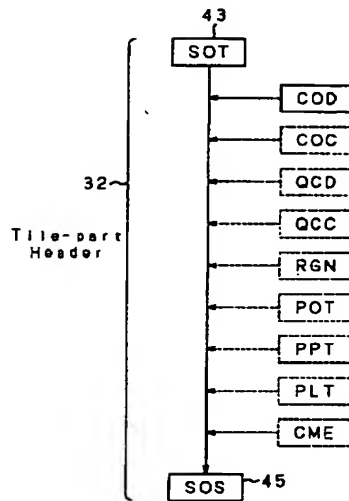 43
SOT
COD
COC
32
QCD
Tile-part
Header
QCC
RGN
POT
PPT
PLT
CME
SOS
45